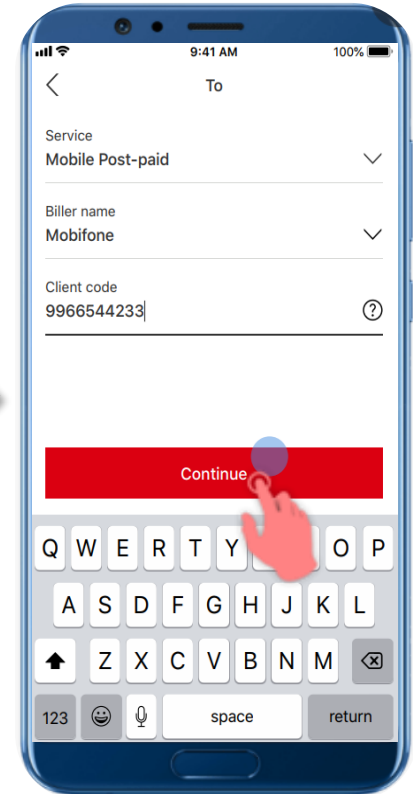 9:41 AM 100%
To
Service
Mobile Post-paid
Biller name
Mobifone
Client code
9966544233
?
Continue
Q W E R T Y O P
A S D F G H J K L
Z X C V B N M
123 space return